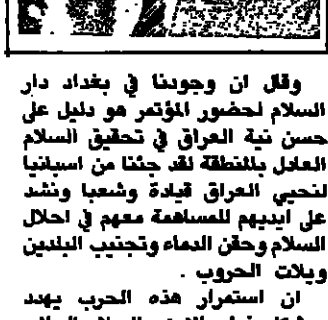 وقال ان وجودنا في بغداد دار
السلام لحضور المؤتمر هو دليل على
حسن نية العراق في تحقيق السلام
العادل بالمنطقة لقد جئنا من اسبانيا
لنحيي العراق قيادة وشعبا ونشد
على ايديهم للمساهمة معهم في احلال
السلام وحقن الدماء وتجنيب البلدين
ويلات الحروب .
ان استمرار هذه الحرب يهدد